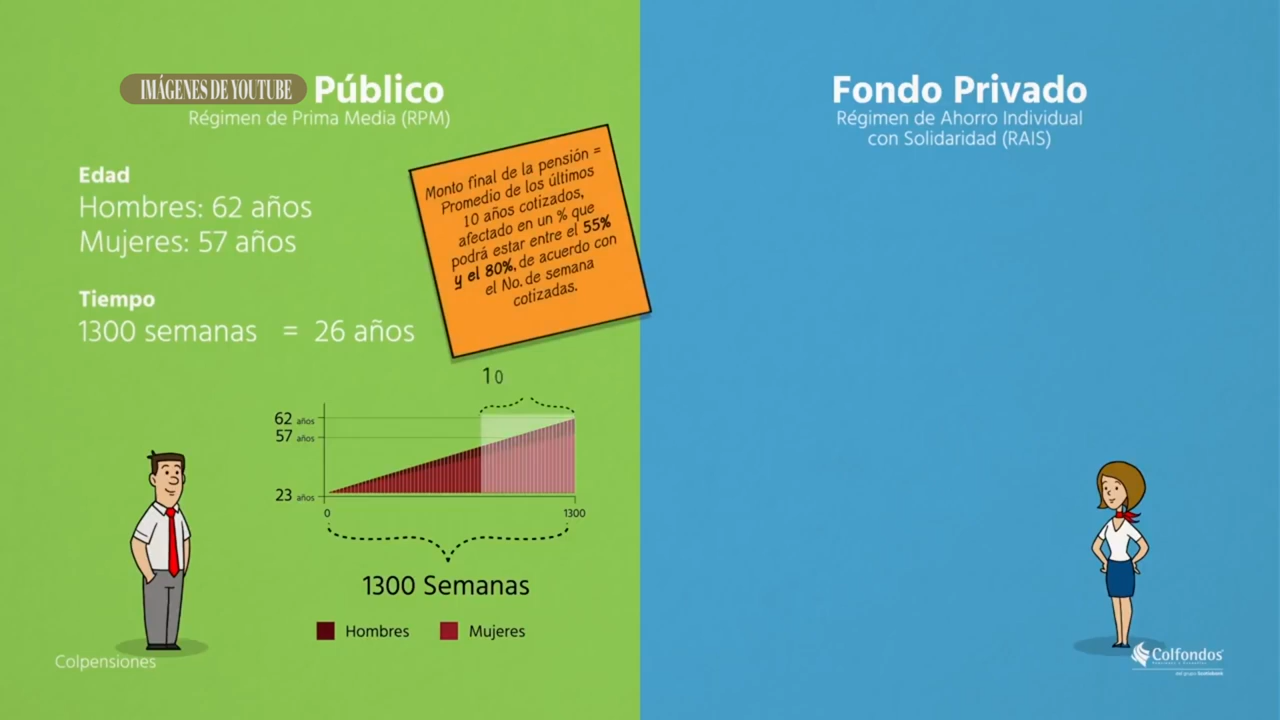 IMÁGENES DE YOUTUBE Público
Régimen de Prima Media (RPM)
Edad
Hombres: 62 años
Mujeres: 57 años
Tiempo
1300 semanas = 26 años
Monto final de la pensión =
Promedio de los últimos
10 años cotizados,
afectado en un % que
podrá estar entre el 55%
y el 80%, de acuerdo con
el No. de semana
cotizadas.
10
62 años
57 años
23 años
0
1300
1300 Semanas
Hombres
Mujeres
Colpensiones
Fondo Privado
Régimen de Ahorro Individual
con Solidaridad (RAIS)
Colfondos